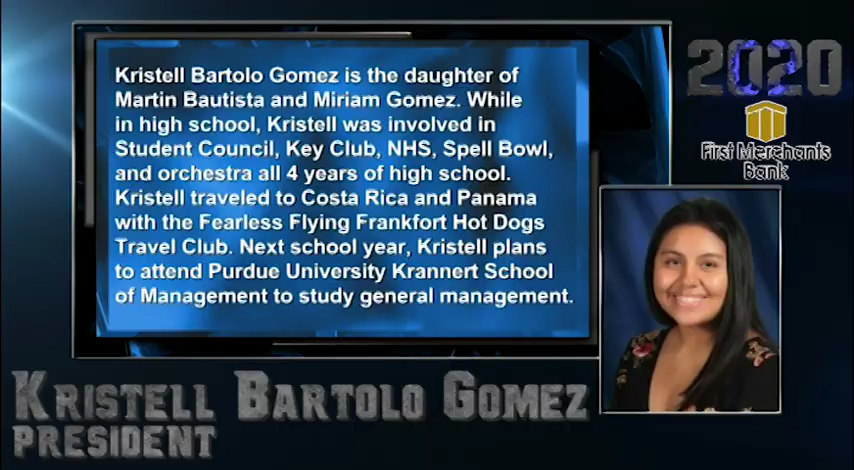 Kristell Bartolo Gomez is the daughter of
Martin Bautista and Miriam Gomez. While
in high school, Kristell was involved in
Student Council, Key Club, NHS, Spell Bowl,
and orchestra all 4 years of high school.
Kristell traveled to Costa Rica and Panama
with the Fearless Flying Frankfort Hot Dogs
Travel Club. Next school year, Kristell plans
to attend Purdue University Krannert School
of Management to study general management.
2020
First Merchants
Bank
KRISTELL BARTOLO GOMEZ
PRESIDENT